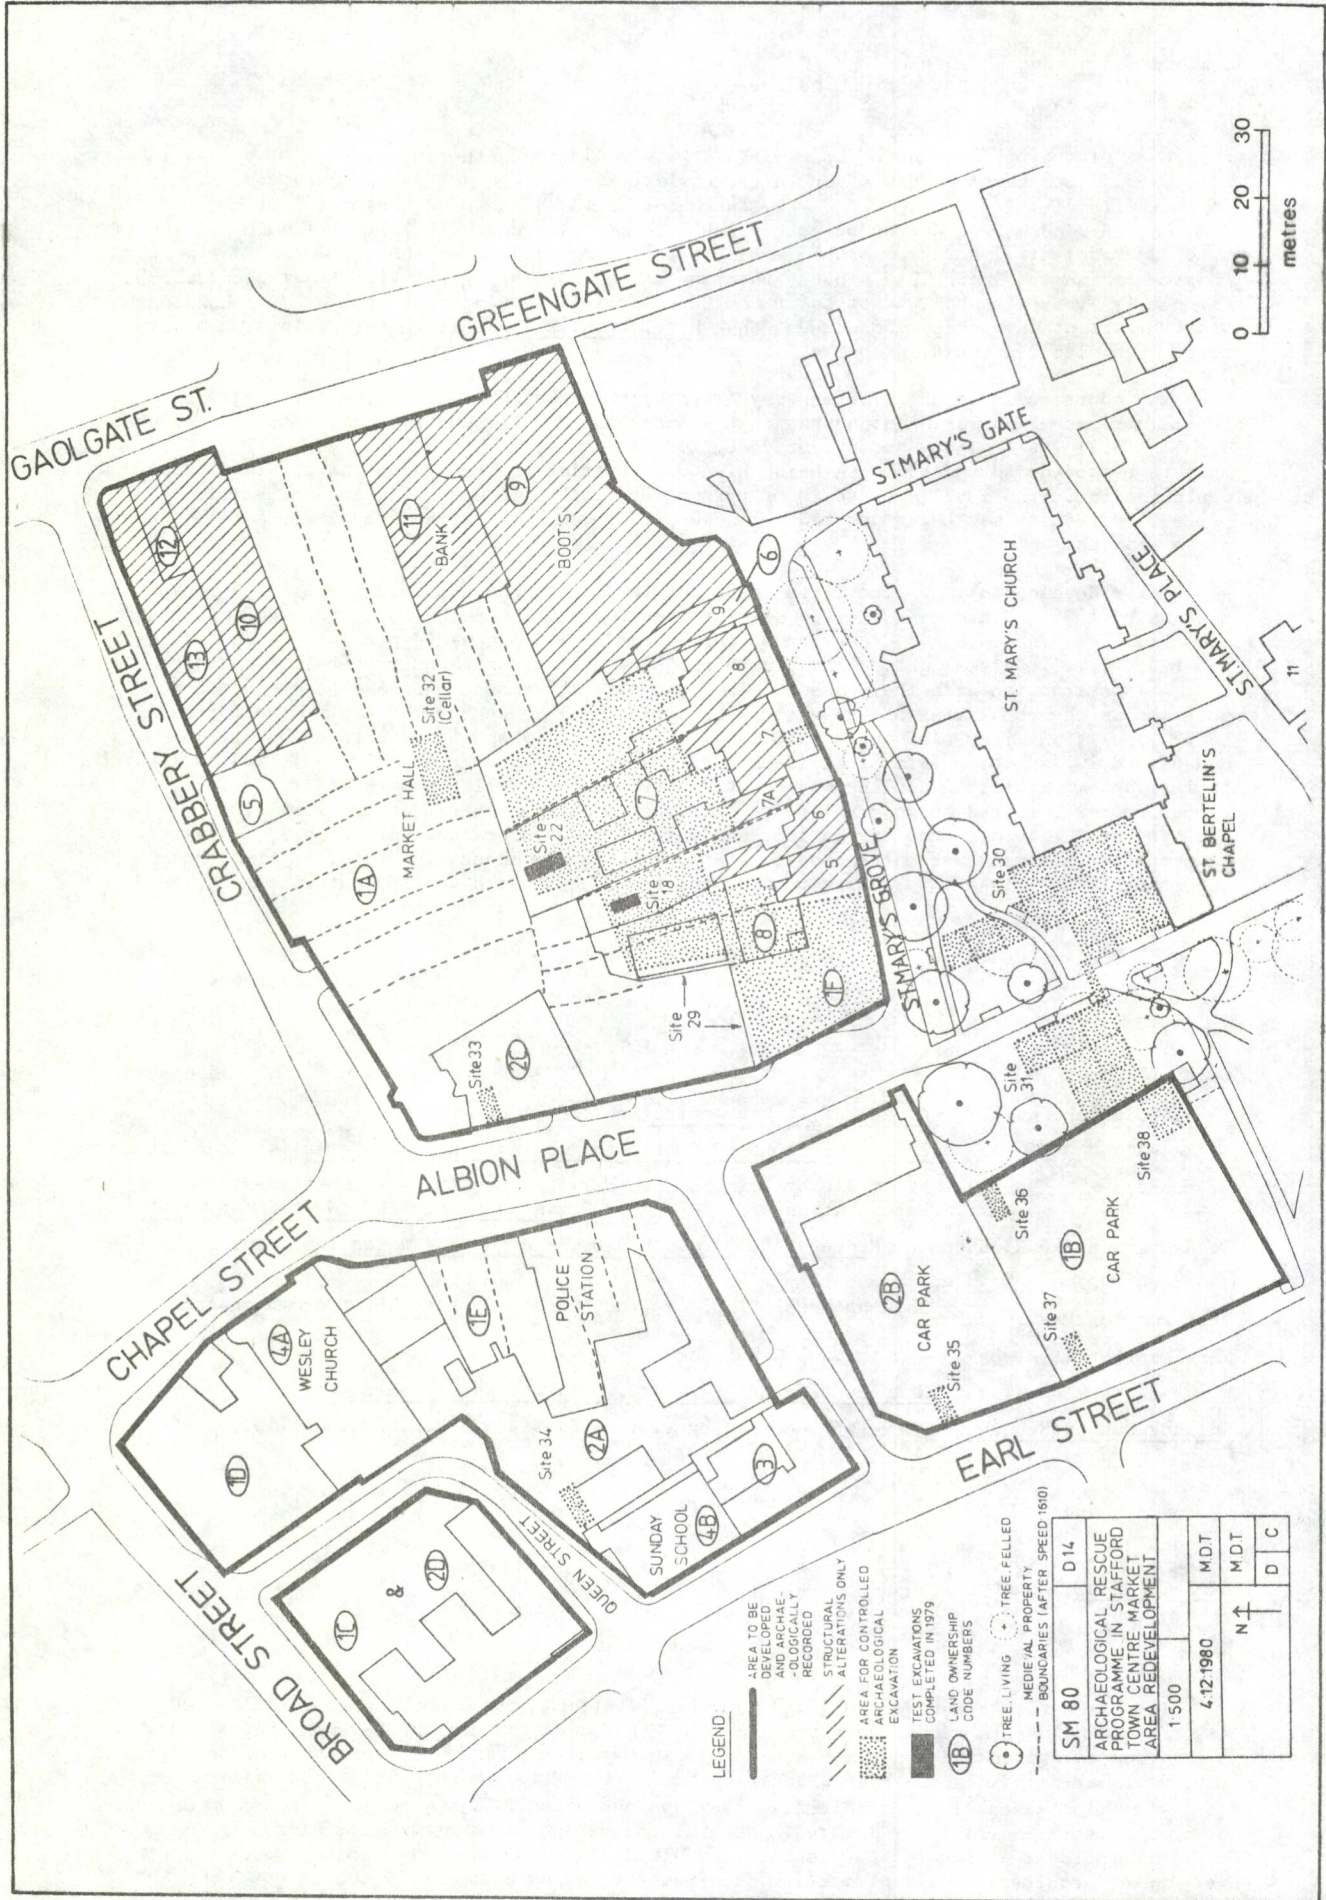 GAOLGATE ST.
GREENGATE STREET
CRABBERY STREET
12
13
10
11
BANK
9
BOOT'S
5
1A
MARKET HALL
Site 32
(Cellar)
6
9
8
7
7
7A
6
5
Site
22
Site
18
8
1F
Site
29
Site 33
2C
ST. MARY'S GATE
ST. MARY'S CHURCH
ST. MARY'S PLACE
ST. MARY'S PLACE
11
ST. BERTELIN'S
CHAPEL
ST. MARY'S GROVE
Site 30
Site
31
0 10 20 30
metres
CHAPEL STREET
ALBION PLACE
4A
WESLEY
CHURCH
1D
1E
POLICE
STATION
2A
Site 34
3
SUNDAY
SCHOOL
4B
QUEEN STREET
BROAD STREET
1C
&
2D
2B
CAR PARK
Site 35
Site 36
Site 37
Site 38
1B
CAR PARK
EARL STREET
LEGEND:
AREA TO BE
DEVELOPED
AND ARCHAE-
-OLOGICALLY
RECORDED
STRUCTURAL
ALTERATIONS ONLY
AREA FOR CONTROLLED
ARCHAEOLOGICAL
EXCAVATION
TEST EXCAVATIONS
COMPLETED IN 1979
1B LAND OWNERSHIP
CODE NUMBERS
TREE, LIVING TREE, FELLED
MEDIEVAL PROPERTY
BOUNDARIES (AFTER SPEED 1610)
SM 80 D14
ARCHAEOLOGICAL RESCUE
PROGRAMME IN STAFFORD
TOWN CENTRE MARKET
AREA REDEVELOPMENT
1:500
4:12:1980 M.D.T
N M D T
D C